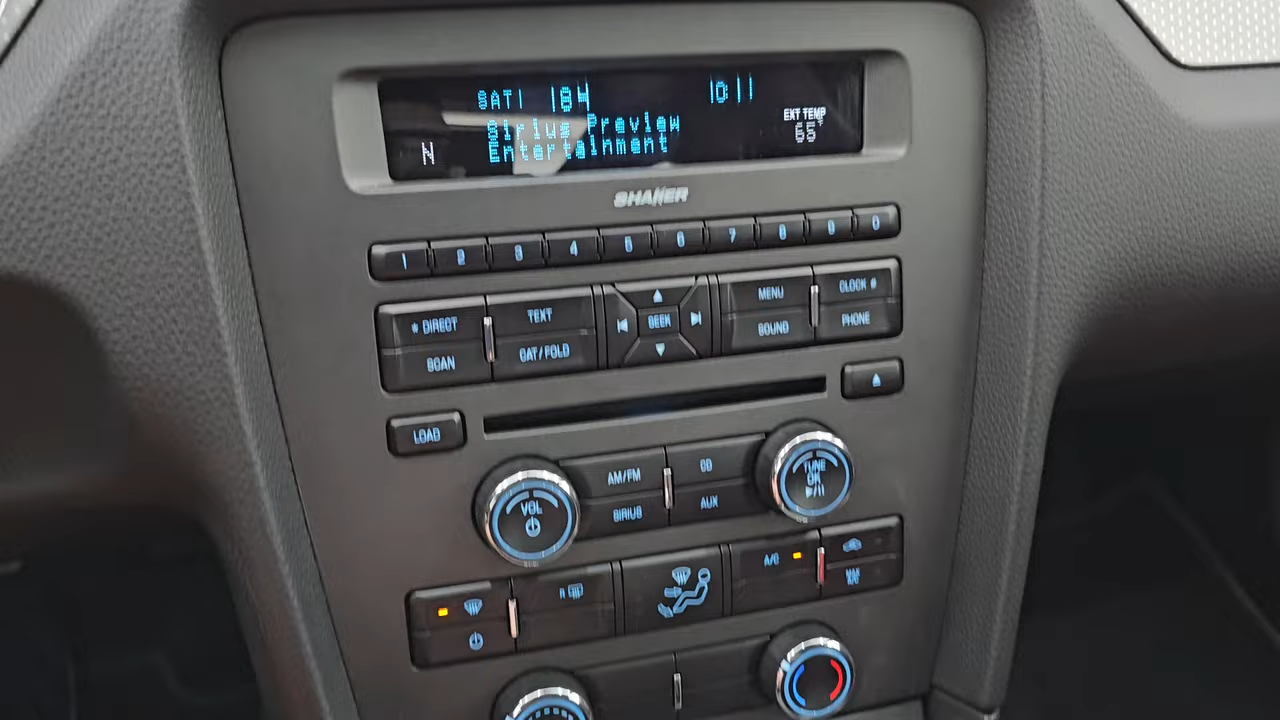 SAT1 184 10:11
Sirius Preview
EXT TEMP
Entertainment
65°
N
SHAKER
1 2 3 4 5 6 7 8 9 0
* DIRECT TEXT MENU CLOCK #
SEEK
SCAN CAT/FOLD SOUND PHONE
LOAD
AM/FM CD
VOL
TUNE
OK
SIRIUS AUX
A/C
R
MAX
A/C